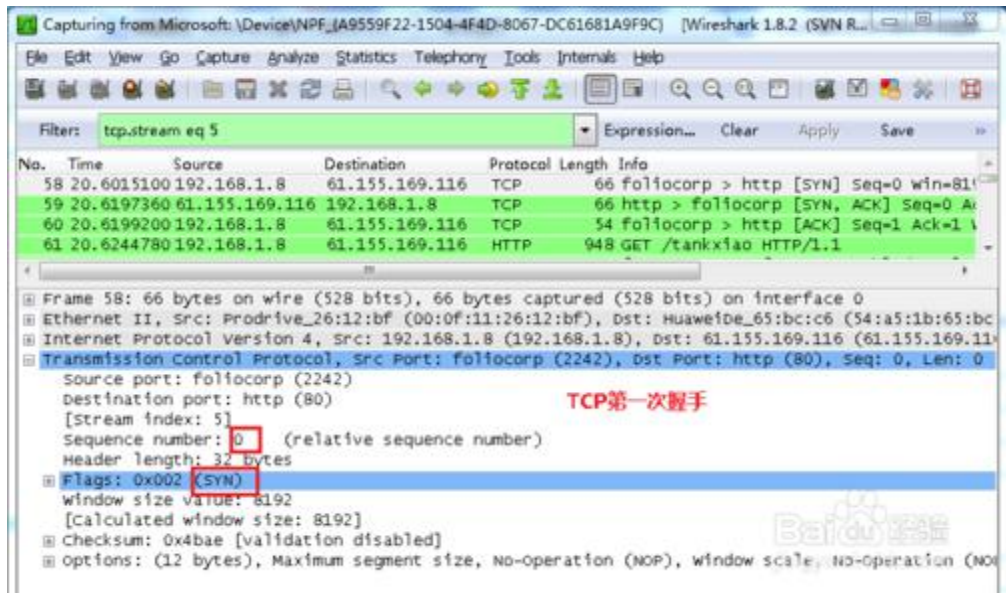 Capturing from Microsoft: \Device\NPF_{A9559F22-1504-4F4D-8067-DC61681A9F9C} [Wireshark 1.8.2 (SVN R...
File Edit View Go Capture Analyze Statistics Telephony Tools Internals Help
Filter: tcp.stream eq 5 Expression... Clear Apply Save
No. Time Source Destination Protocol Length Info
58 20.6015100 192.168.1.8 61.155.169.116 TCP 66 foliocorp > http [SYN] Seq=0 Win=819
59 20.6197360 61.155.169.116 192.168.1.8 TCP 66 http > foliocorp [SYN, ACK] Seq=0 Ac
60 20.6199200 192.168.1.8 61.155.169.116 TCP 54 foliocorp > http [ACK] Seq=1 Ack=1 W
61 20.6244780 192.168.1.8 61.155.169.116 HTTP 948 GET /tankxiao HTTP/1.1
Frame 58: 66 bytes on wire (528 bits), 66 bytes captured (528 bits) on interface 0
Ethernet II, Src: Prodrive_26:12:bf (00:0f:11:26:12:bf), Dst: HuaweiDe_65:bc:c6 (54:a5:1b:65:bc
Internet Protocol Version 4, Src: 192.168.1.8 (192.168.1.8), Dst: 61.155.169.116 (61.155.169.11
Transmission Control Protocol, Src Port: foliocorp (2242), Dst Port: http (80), Seq: 0, Len: 0
Source port: foliocorp (2242)
Destination port: http (80)
TCP第一次握手
[Stream index: 5]
Sequence number: 0 (relative sequence number)
Header length: 32 bytes
Flags: 0x002 (SYN)
Window size value: 8192
[Calculated window size: 8192]
Checksum: 0x4bae [validation disabled]
Options: (12 bytes), Maximum segment size, No-Operation (NOP), Window scale, No-Operation (NO
Baidu 经验